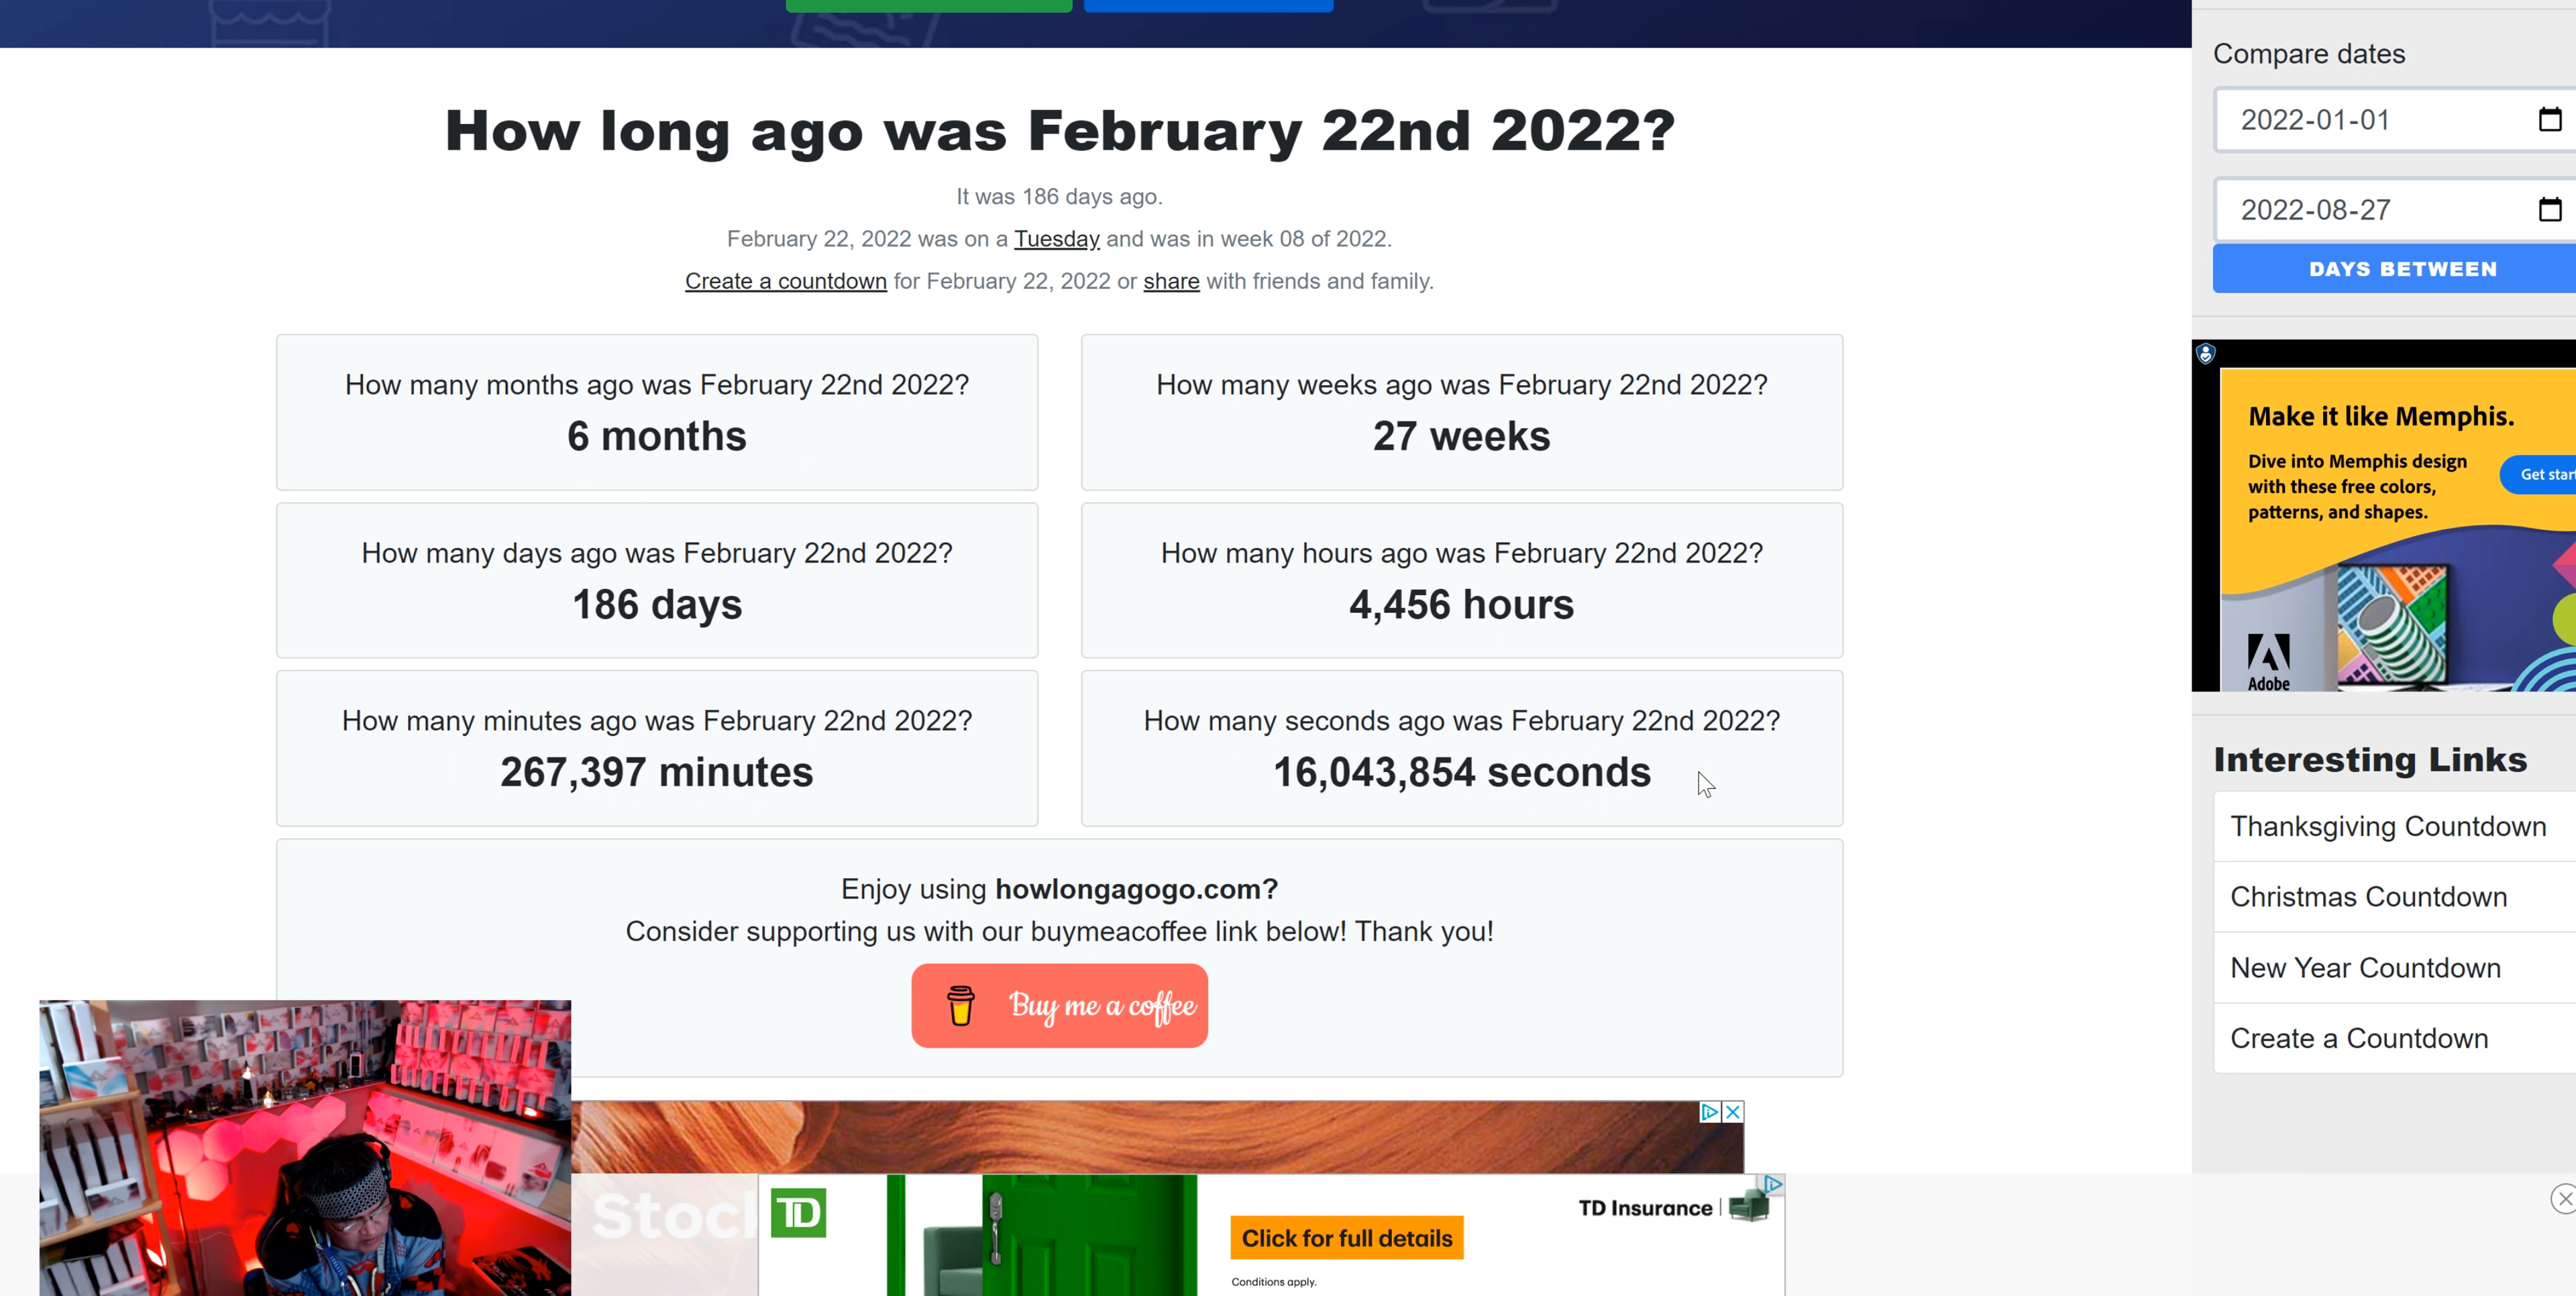 How long ago was February 22nd 2022?
It was 186 days ago.
February 22, 2022 was on a Tuesday and was in week 08 of 2022.
Create a countdown for February 22, 2022 or share with friends and family.
How many months ago was February 22nd 2022?
6 months
How many weeks ago was February 22nd 2022?
27 weeks
How many days ago was February 22nd 2022?
186 days
How many hours ago was February 22nd 2022?
4,456 hours
How many minutes ago was February 22nd 2022?
267,397 minutes
How many seconds ago was February 22nd 2022?
16,043,854 seconds
Enjoy using howlongagogo.com?
Consider supporting us with our buymeacoffee link below! Thank you!
Buy me a coffee
Stock
TD
Click for full details
Conditions apply.
TD Insurance
Compare dates
2022-01-01
2022-08-27
DAYS BETWEEN
Make it like Memphis.
Dive into Memphis design
with these free colors,
patterns, and shapes.
Get start
Adobe
Interesting Links
Thanksgiving Countdown
Christmas Countdown
New Year Countdown
Create a Countdown